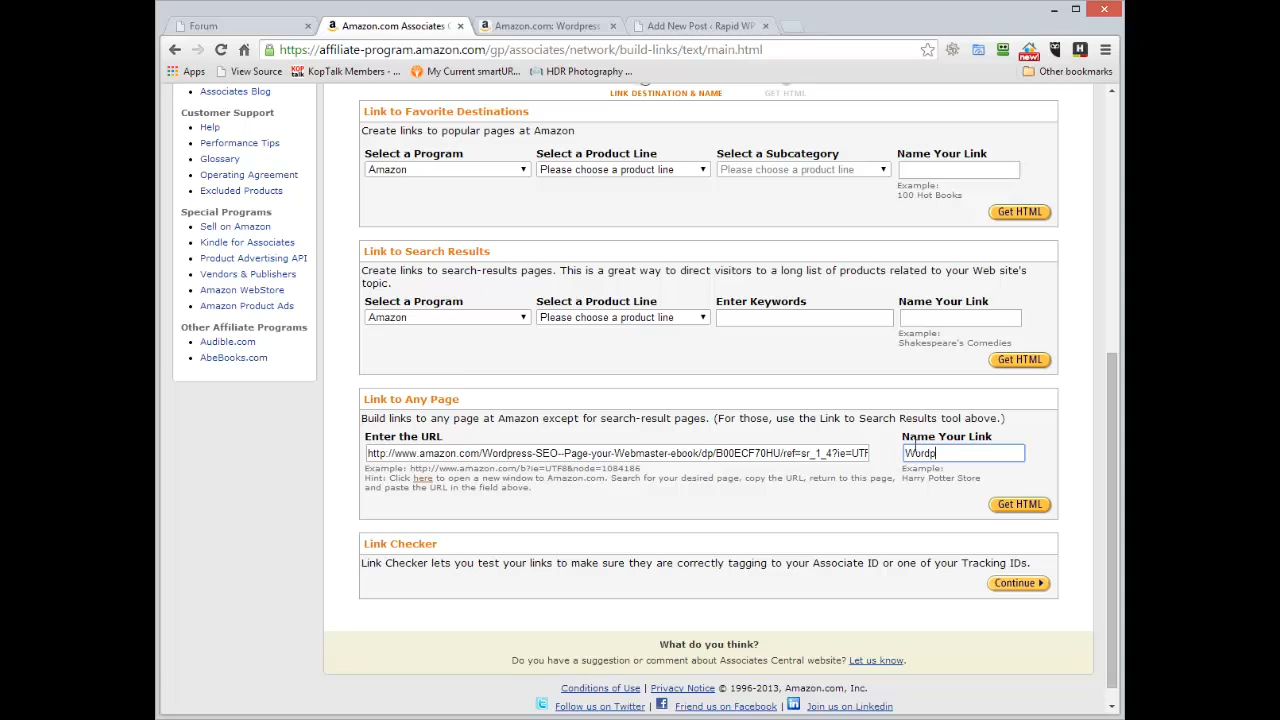 Forum
Amazon.com Associates C
Amazon.com: Wordpress
Add New Post ‹ Rapid WP
https://affiliate-program.amazon.com/gp/associates/network/build-links/text/main.html
Apps
View Source
KOP talk
KopTalk Members - ...
My Current smartUR...
HDR Photography ...
Other bookmarks
new!
H
Associates Blog
Customer Support
Help
Performance Tips
Glossary
Operating Agreement
Excluded Products
Special Programs
Sell on Amazon
Kindle for Associates
Product Advertising API
Vendors & Publishers
Amazon WebStore
Amazon Product Ads
Other Affiliate Programs
Audible.com
AbeBooks.com
LINK DESTINATION & NAME
GET HTML
Link to Favorite Destinations
Create links to popular pages at Amazon
Select a Program
Select a Product Line
Select a Subcategory
Name Your Link
Amazon
Please choose a product line
Please choose a product line
Example:
100 Hot Books
Get HTML
Link to Search Results
Create links to search-results pages. This is a great way to direct visitors to a long list of products related to your Web site's
topic.
Select a Program
Select a Product Line
Enter Keywords
Name Your Link
Amazon
Please choose a product line
Example:
Shakespeare's Comedies
Get HTML
Link to Any Page
Build links to any page at Amazon except for search-result pages. (For those, use the Link to Search Results tool above.)
Enter the URL
Name Your Link
http://www.amazon.com/Wordpress-SEO--Page-your-Webmaster-ebook/dp/B00ECF70HU/ref=sr_1_4?ie=UTF
Wordp
Example: http://www.amazon.com/b?ie=UTF8&node=1084186
Hint: Click here to open a new window to Amazon.com. Search for your desired page, copy the URL, return to this page,
and paste the URL in the field above.
Example:
Harry Potter Store
Get HTML
Link Checker
Link Checker lets you test your links to make sure they are correctly tagging to your Associate ID or one of your Tracking IDs.
Continue
What do you think?
Do you have a suggestion or comment about Associates Central website? Let us know.
Conditions of Use | Privacy Notice © 1996-2013, Amazon.com, Inc.
Follow us on Twitter | Friend us on Facebook | Join us on Linkedin